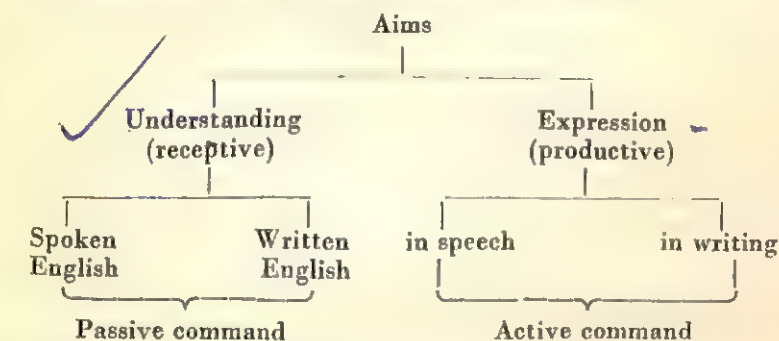 Aims
Understanding Expression
(receptive) (productive)
Spoken Written in speech in writing
English English
Passive command Active command